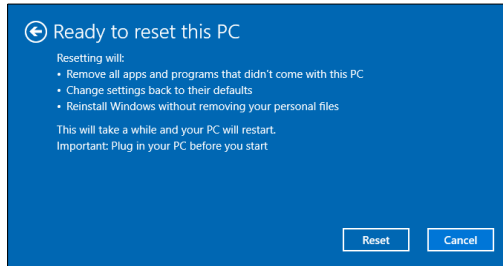 Ready to reset this PC
Resetting will:
• Remove all apps and programs that didn't come with this PC
• Change settings back to their defaults
• Reinstall Windows without removing your personal files
This will take a while and your PC will restart.
Important: Plug in your PC before you start
Reset Cancel